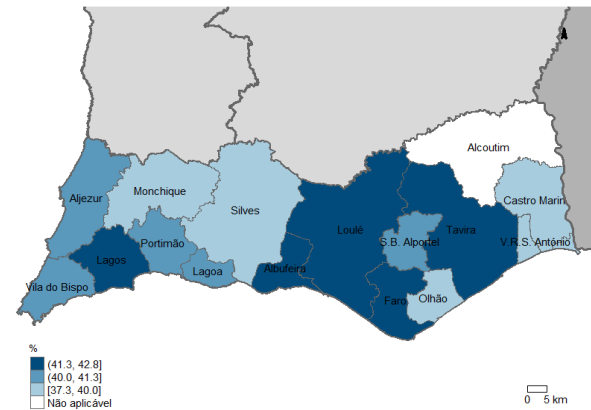 Alcoutim
Aljezur
Monchique
Castro Marim
Silves
Loulé
Tavira
Portimão
S.B. Alportel
V.R.S. António
Lagos
Lagoa
Albufeira
Vila do Bispo
Faro
Olhão
%
(41.3, 42.8]
(40.0, 41.3]
[37.3, 40.0]
Não aplicável
0 5 km